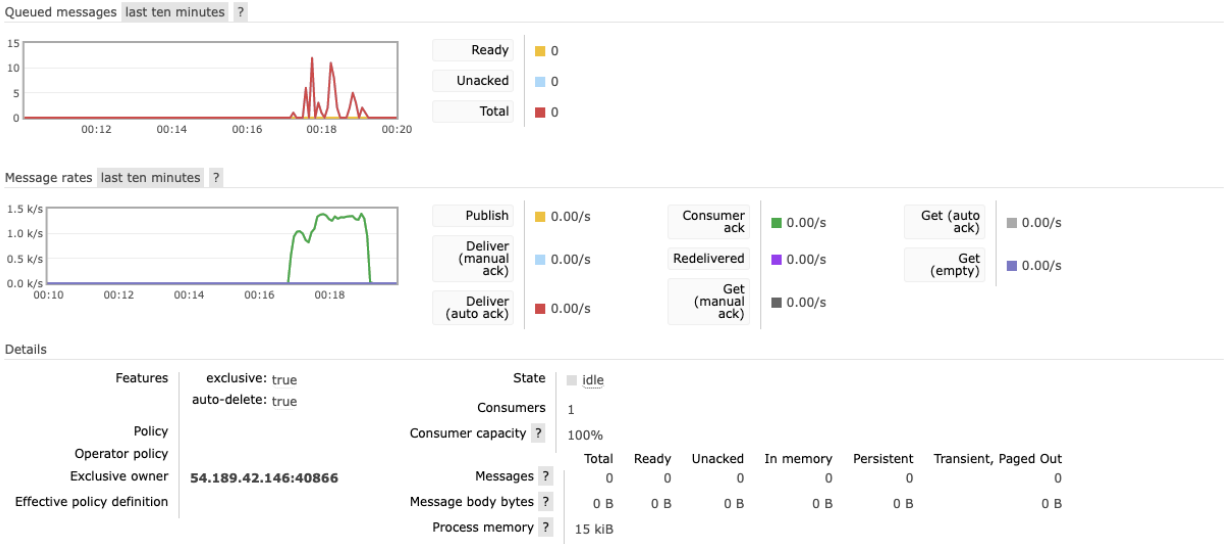 Queued messages last ten minutes ?
15
10
5
0
00:12 00:14 00:16 00:18 00:20
Ready 0
Unacked 0
Total 0
Message rates last ten minutes ?
1.5 k/s
1.0 k/s
0.5 k/s
0.0 k/s
00:10 00:12 00:14 00:16 00:18
Publish 0.00/s
Deliver
(manual
ack) 0.00/s
Deliver
(auto ack) 0.00/s
Consumer
ack 0.00/s
Redelivered 0.00/s
Get
(manual
ack) 0.00/s
Get (auto
ack) 0.00/s
Get
(empty) 0.00/s
Details
Features exclusive: true
auto-delete: true
Policy
Operator policy
Exclusive owner 54.189.42.146:40866
Effective policy definition
State idle
Consumers 1
Consumer capacity ? 100%
Total Ready Unacked In memory Persistent Transient, Paged Out
Messages ? 0 0 0 0 0 0
Message body bytes ? 0 B 0 B 0 B 0 B 0 B 0 B
Process memory ? 15 kiB